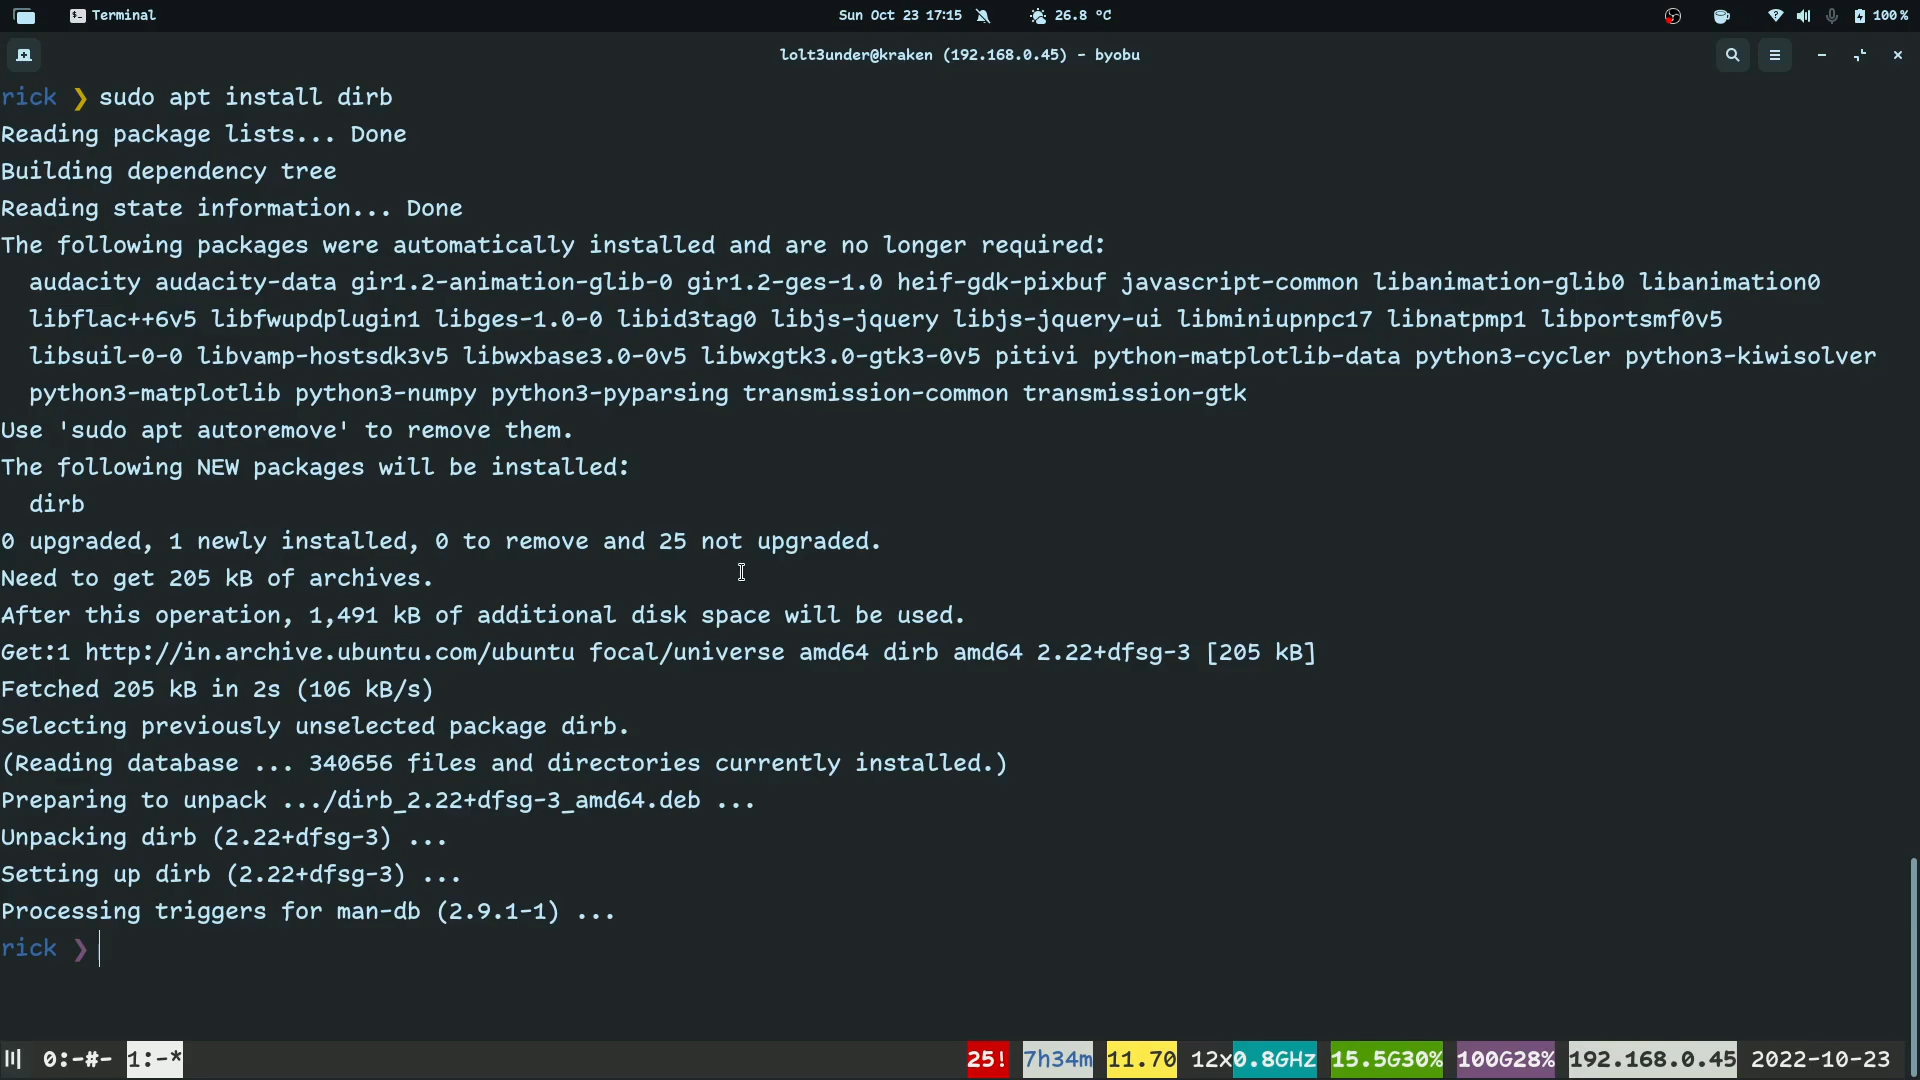 Terminal
Sun Oct 23 17:15
26.8 °C
100%
lolt3under@kraken (192.168.0.45) - byobu
rick ❯ sudo apt install dirb
Reading package lists... Done
Building dependency tree
Reading state information... Done
The following packages were automatically installed and are no longer required:
audacity audacity-data gir1.2-animation-glib-0 gir1.2-ges-1.0 heif-gdk-pixbuf javascript-common libanimation-glib0 libanimation0
libflac++6v5 libfwupdplugin1 libges-1.0-0 libid3tag0 libjs-jquery libjs-jquery-ui libminiupnpc17 libnatpmp1 libportsmf0v5
libsuil-0-0 libvamp-hostsdk3v5 libwxbase3.0-0v5 libwxgtk3.0-gtk3-0v5 pitivi python-matplotlib-data python3-cycler python3-kiwisolver
python3-matplotlib python3-numpy python3-pyparsing transmission-common transmission-gtk
Use 'sudo apt autoremove' to remove them.
The following NEW packages will be installed:
dirb
0 upgraded, 1 newly installed, 0 to remove and 25 not upgraded.
Need to get 205 kB of archives.
After this operation, 1,491 kB of additional disk space will be used.
Get:1 http://in.archive.ubuntu.com/ubuntu focal/universe amd64 dirb amd64 2.22+dfsg-3 [205 kB]
Fetched 205 kB in 2s (106 kB/s)
Selecting previously unselected package dirb.
(Reading database ... 340656 files and directories currently installed.)
Preparing to unpack .../dirb_2.22+dfsg-3_amd64.deb ...
Unpacking dirb (2.22+dfsg-3) ...
Setting up dirb (2.22+dfsg-3) ...
Processing triggers for man-db (2.9.1-1) ...
rick ❯
0:-#- 1:-* 25! 7h34m 11.70 12x0.8GHz 15.5G30% 100G28% 192.168.0.45 2022-10-23